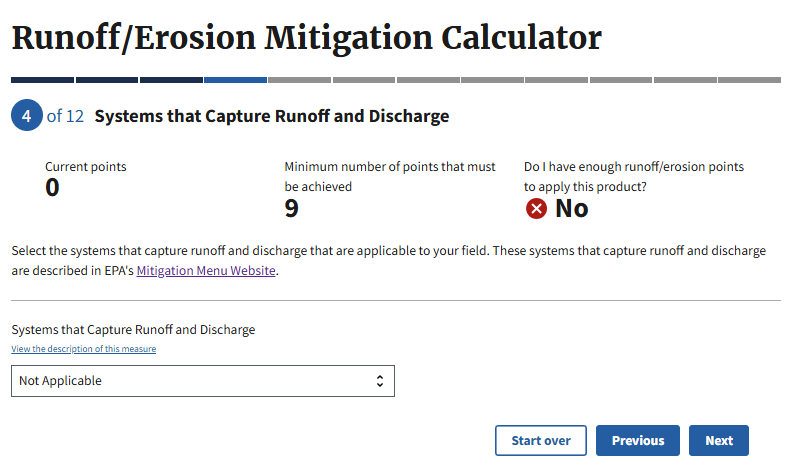 Runoff/Erosion Mitigation Calculator
4 of 12 Systems that Capture Runoff and Discharge
Current points
0
Minimum number of points that must
be achieved
9
Do I have enough runoff/erosion points
to apply this product?
No
Select the systems that capture runoff and discharge that are applicable to your field. These systems that capture runoff and discharge
are described in EPA's Mitigation Menu Website.
Systems that Capture Runoff and Discharge
View the description of this measure
Not Applicable
Start over Previous Next